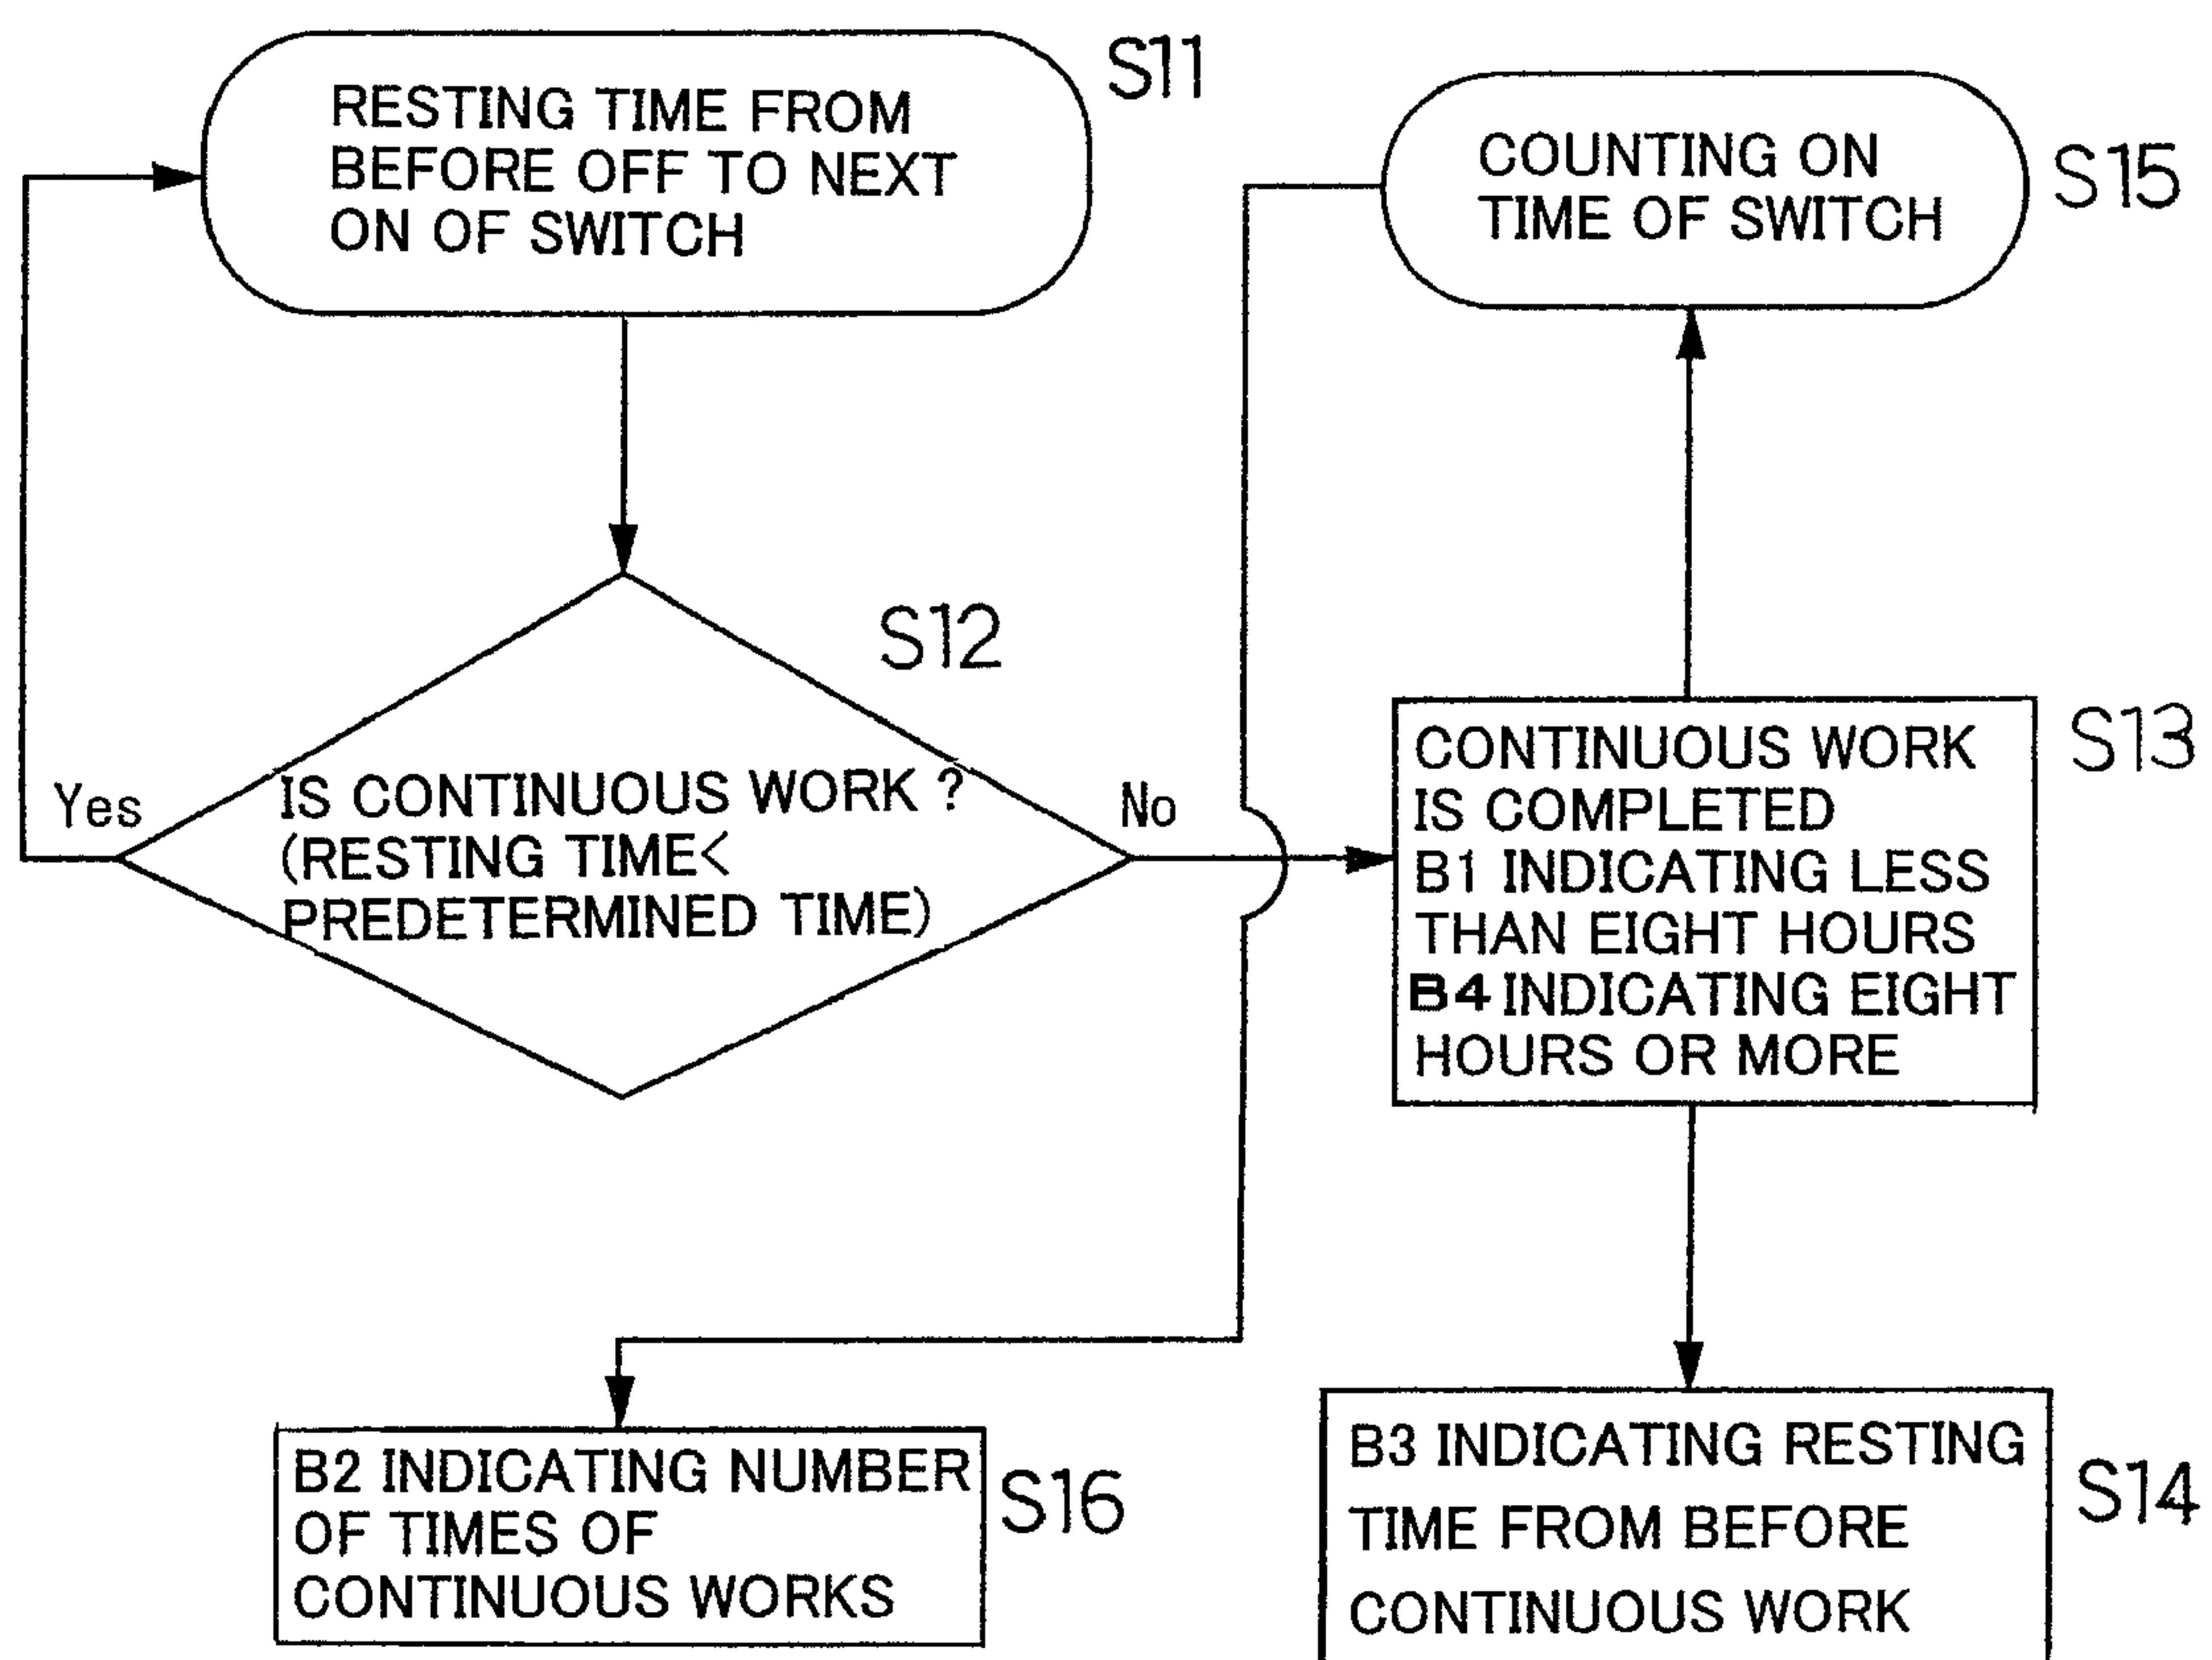 RESTING TIME FROM
BEFORE OFF TO NEXT
ON OF SWITCH
S11
S12
IS CONTINUOUS WORK ?
(RESTING TIME<
PREDETERMINED TIME)
Yes
No
COUNTING ON
TIME OF SWITCH
S15
CONTINUOUS WORK
IS COMPLETED
B1 INDICATING LESS
THAN EIGHT HOURS
B4 INDICATING EIGHT
HOURS OR MORE
S13
B2 INDICATING NUMBER
OF TIMES OF
CONTINUOUS WORKS
S16
B3 INDICATING RESTING
TIME FROM BEFORE
CONTINUOUS WORK
S14